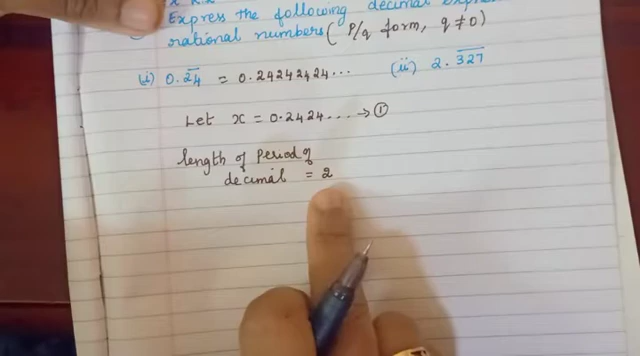 Express the following decimal
rational numbers ( P/q form, q ≠ 0)
(i) 0.2̅4̅ = 0.24242424... (ii) 2.3̅2̅7̅
Let x = 0.2424.... → ①
length of Period of
decimal = 2